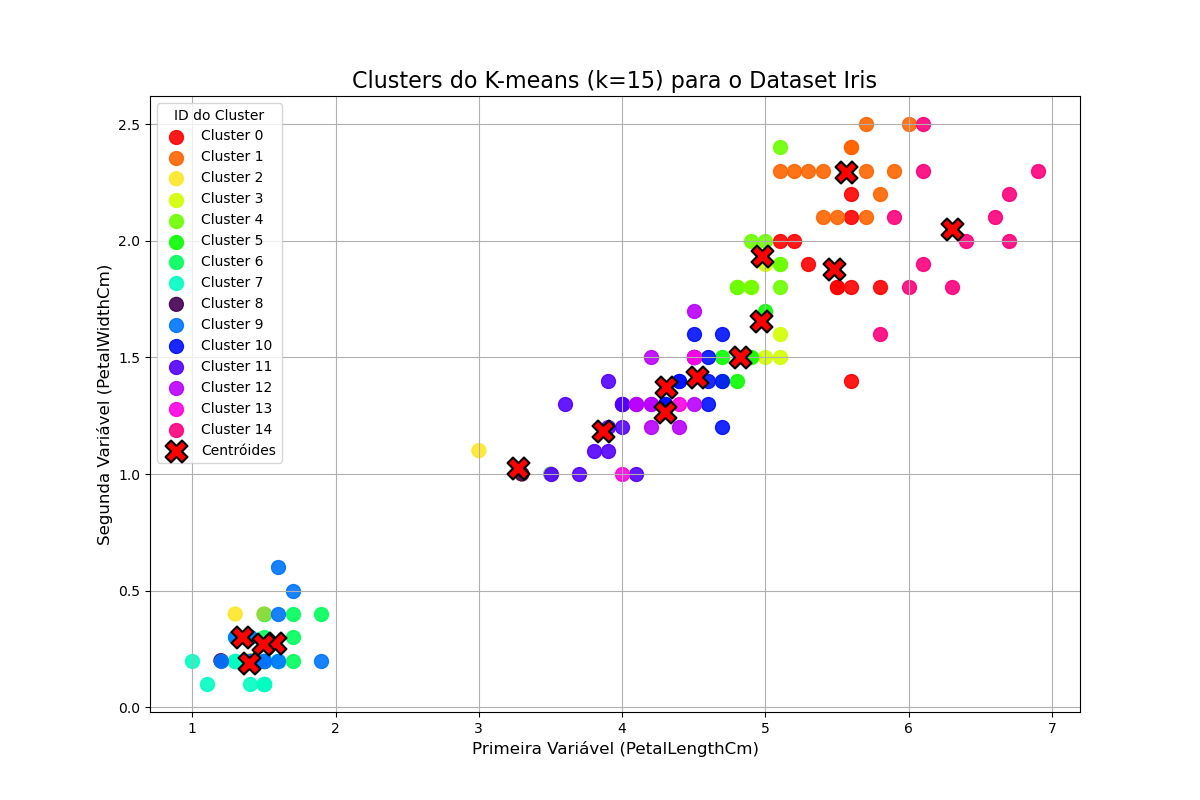 Clusters do K-means (k=15) para o Dataset Iris
ID do Cluster
Cluster 0
Cluster 1
Cluster 2
Cluster 3
Cluster 4
Cluster 5
Cluster 6
Cluster 7
Cluster 8
Cluster 9
Cluster 10
Cluster 11
Cluster 12
Cluster 13
Cluster 14
Centróides
Segunda Variável (PetalWidthCm)
2.5
2.0
1.5
1.0
0.5
0.0
1 2 3 4 5 6 7
Primeira Variável (PetalLengthCm)